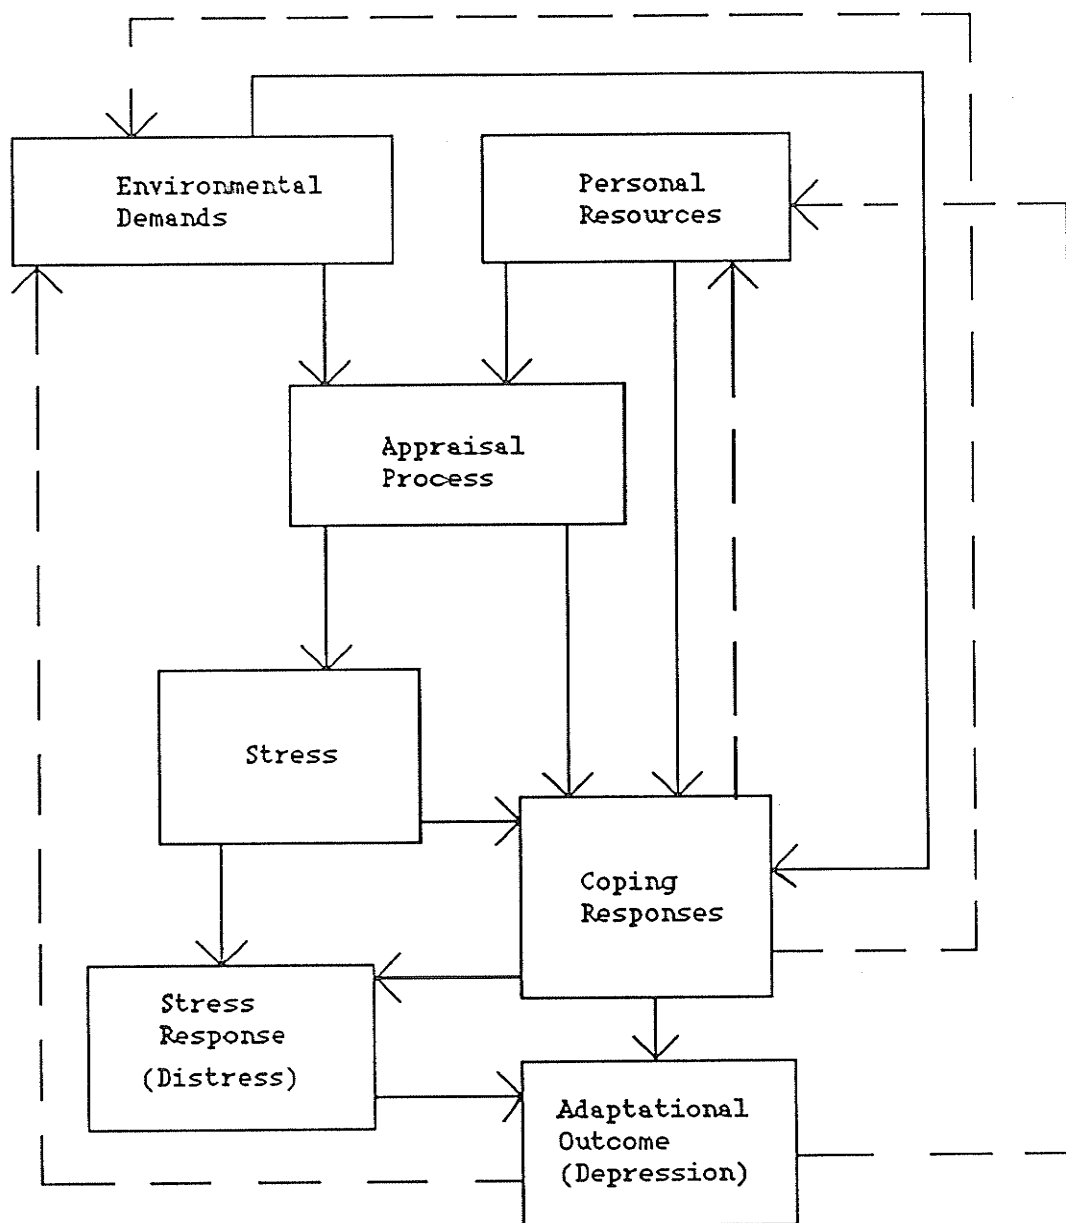 Environmental
Demands
Personal
Resources
Appraisal
Process
Stress
Coping
Responses
Stress
Response
(Distress)
Adaptational
Outcome
(Depression)